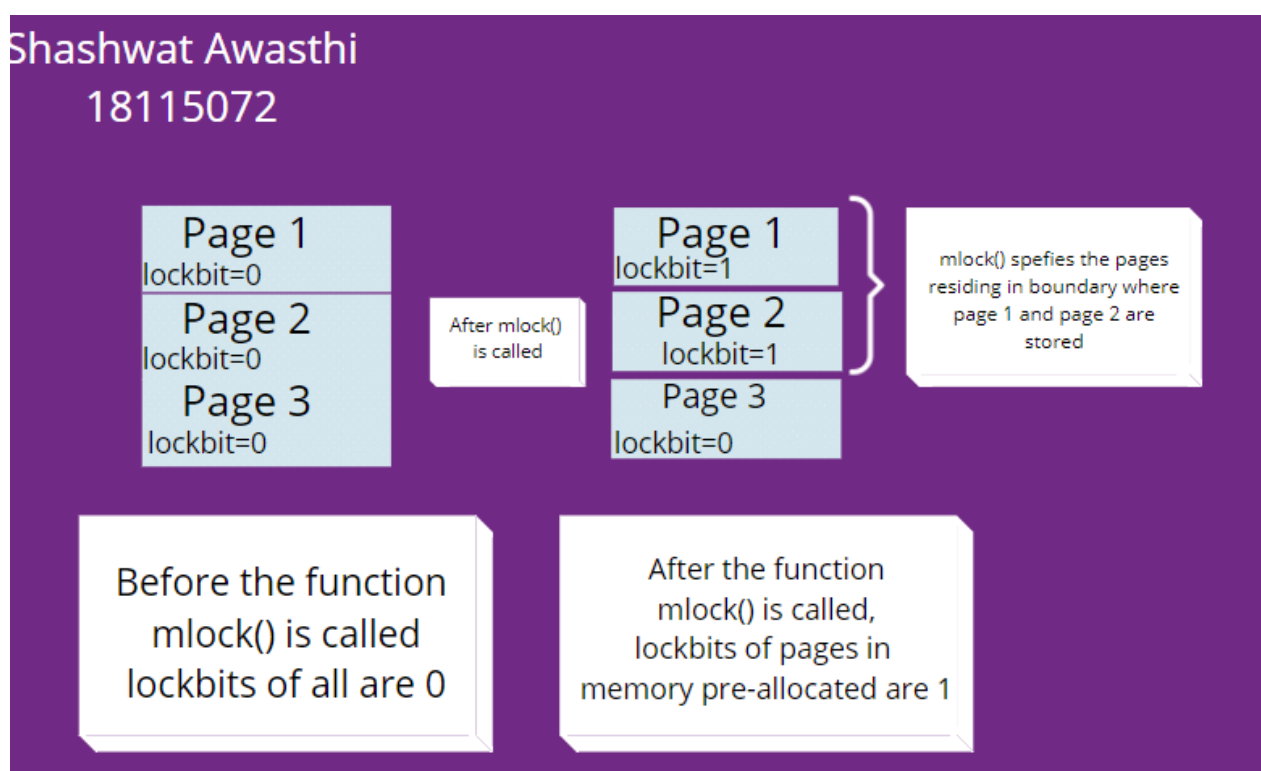 Shashwat Awasthi
18115072
Page 1
lockbit=0
Page 2
lockbit=0
Page 3
lockbit=0
After mlock()
is called
Page 1
lockbit=1
Page 2
lockbit=1
Page 3
lockbit=0
mlock() spefies the pages
residing in boundary where
page 1 and page 2 are
stored
Before the function
mlock() is called
lockbits of all are 0
After the function
mlock() is called,
lockbits of pages in
memory pre-allocated are 1